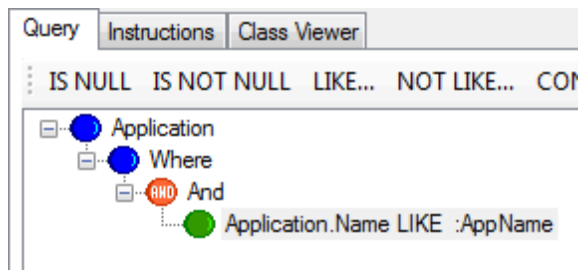 Query Instructions Class Viewer
IS NULL IS NOT NULL LIKE... NOT LIKE... CON
Application
Where
AND And
Application.Name LIKE :AppName